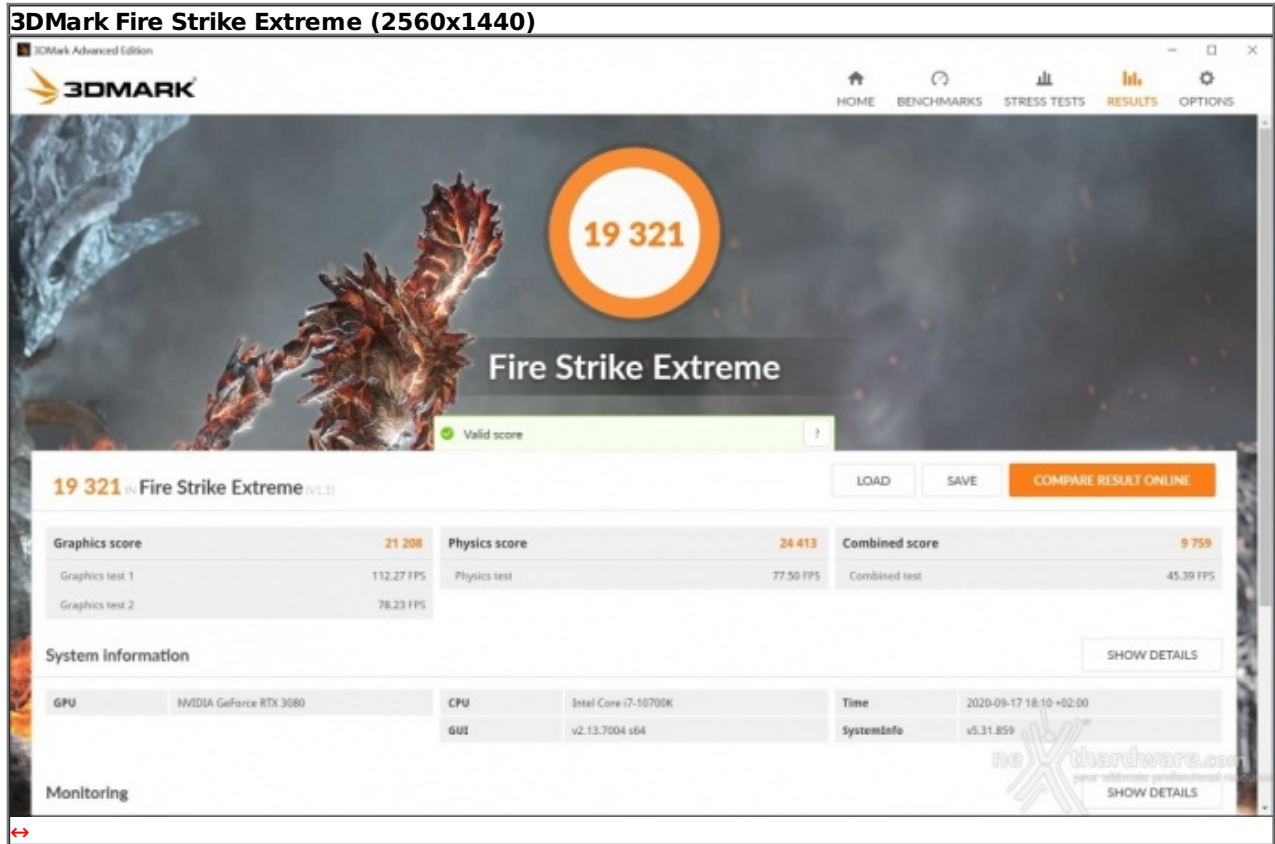 3DMark Fire Strike Extreme (2560x1440)
3DMark Advanced Edition
3DMARK
HOME BENCHMARKS STRESS TESTS RESULTS OPTIONS
19 321
Fire Strike Extreme
Valid score ?
19 321 IN Fire Strike Extreme (V1.1)
LOAD SAVE COMPARE RESULT ONLINE
Graphics score 21 208 Physics score 24 413 Combined score 9 759
Graphics test 1 112.27 FPS Physics test 77.50 FPS Combined test 45.39 FPS
Graphics test 2 78.23 FPS
System information SHOW DETAILS
GPU NVIDIA GeForce RTX 3080 CPU Intel Core i7-10700K Time 2020-09-17 18:10 +02:00
GUI v2.13.7004 s64 SystemInfo v5.31.859
nexthardware.com
your ultimate professional
Monitoring SHOW DETAILS
↔